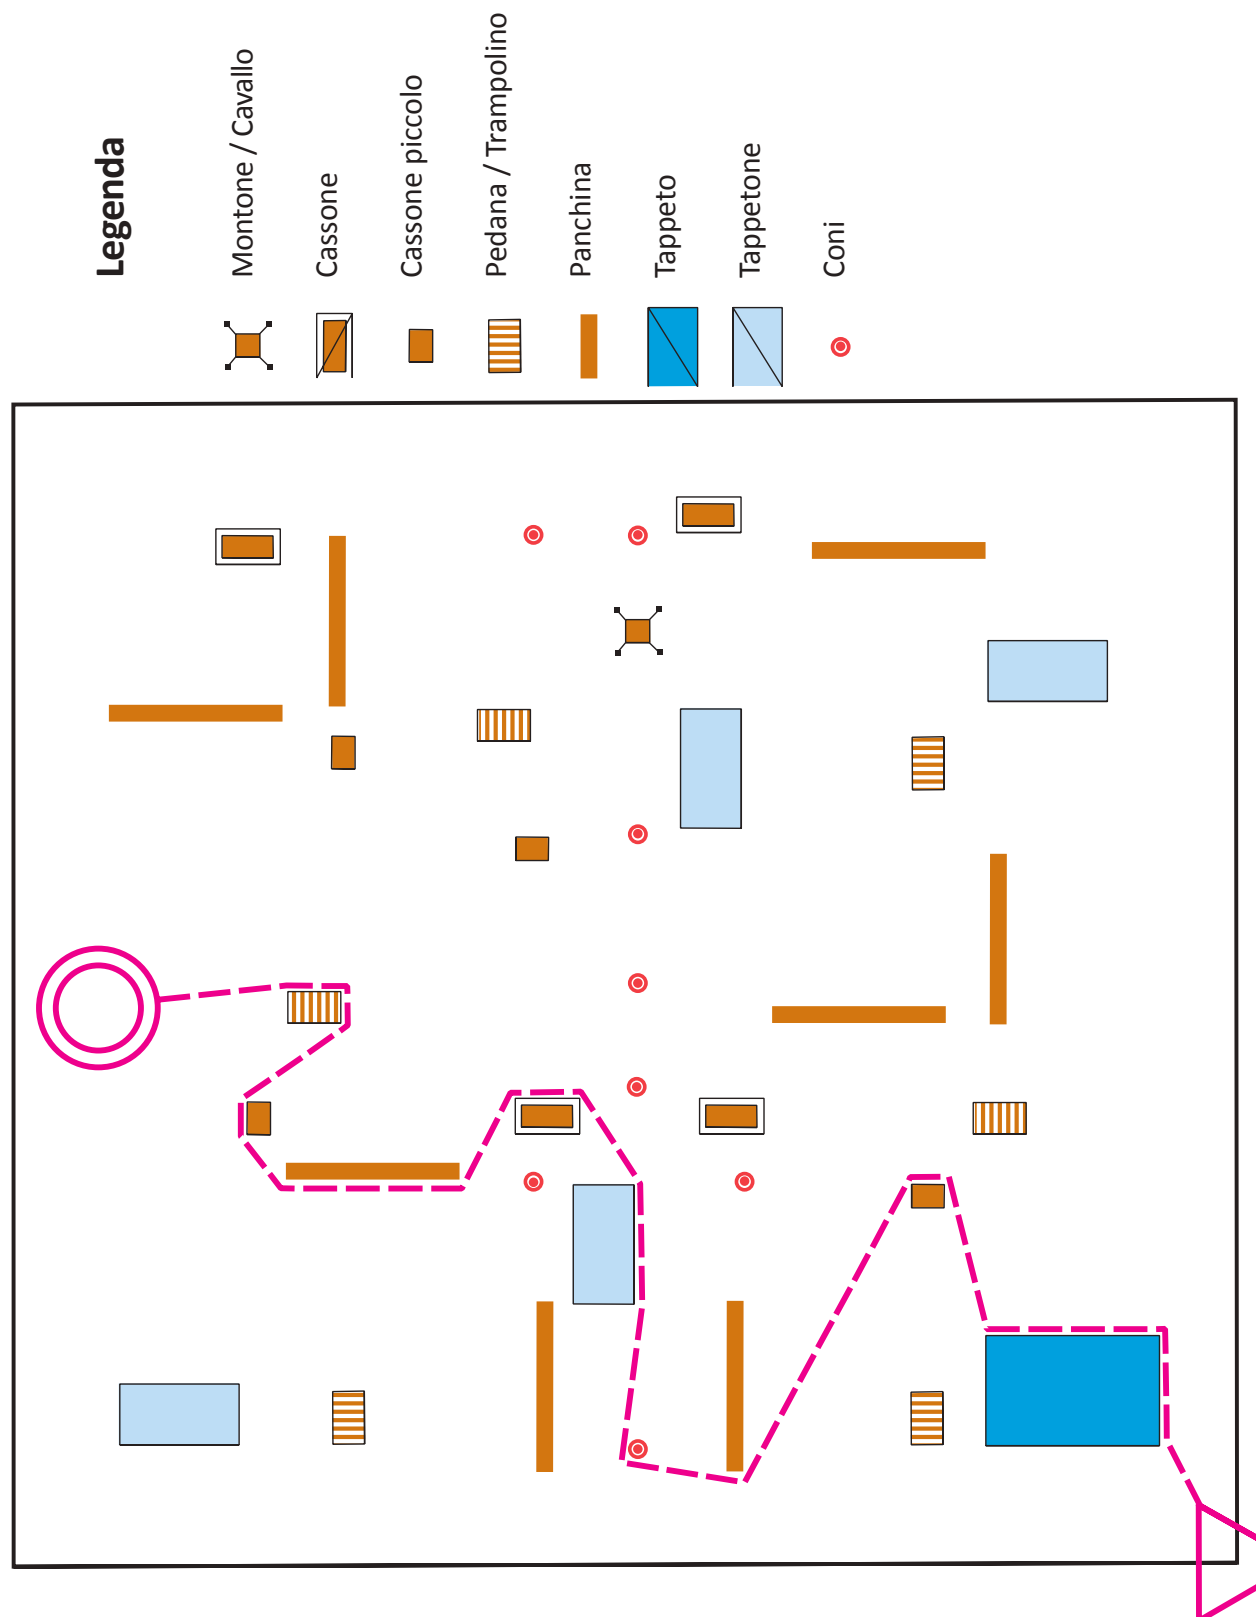 Legenda
Montone / Cavallo
Cassone
Cassone piccolo
Pedana / Trampolino
Panchina
Tappeto
Tappetone
Coni